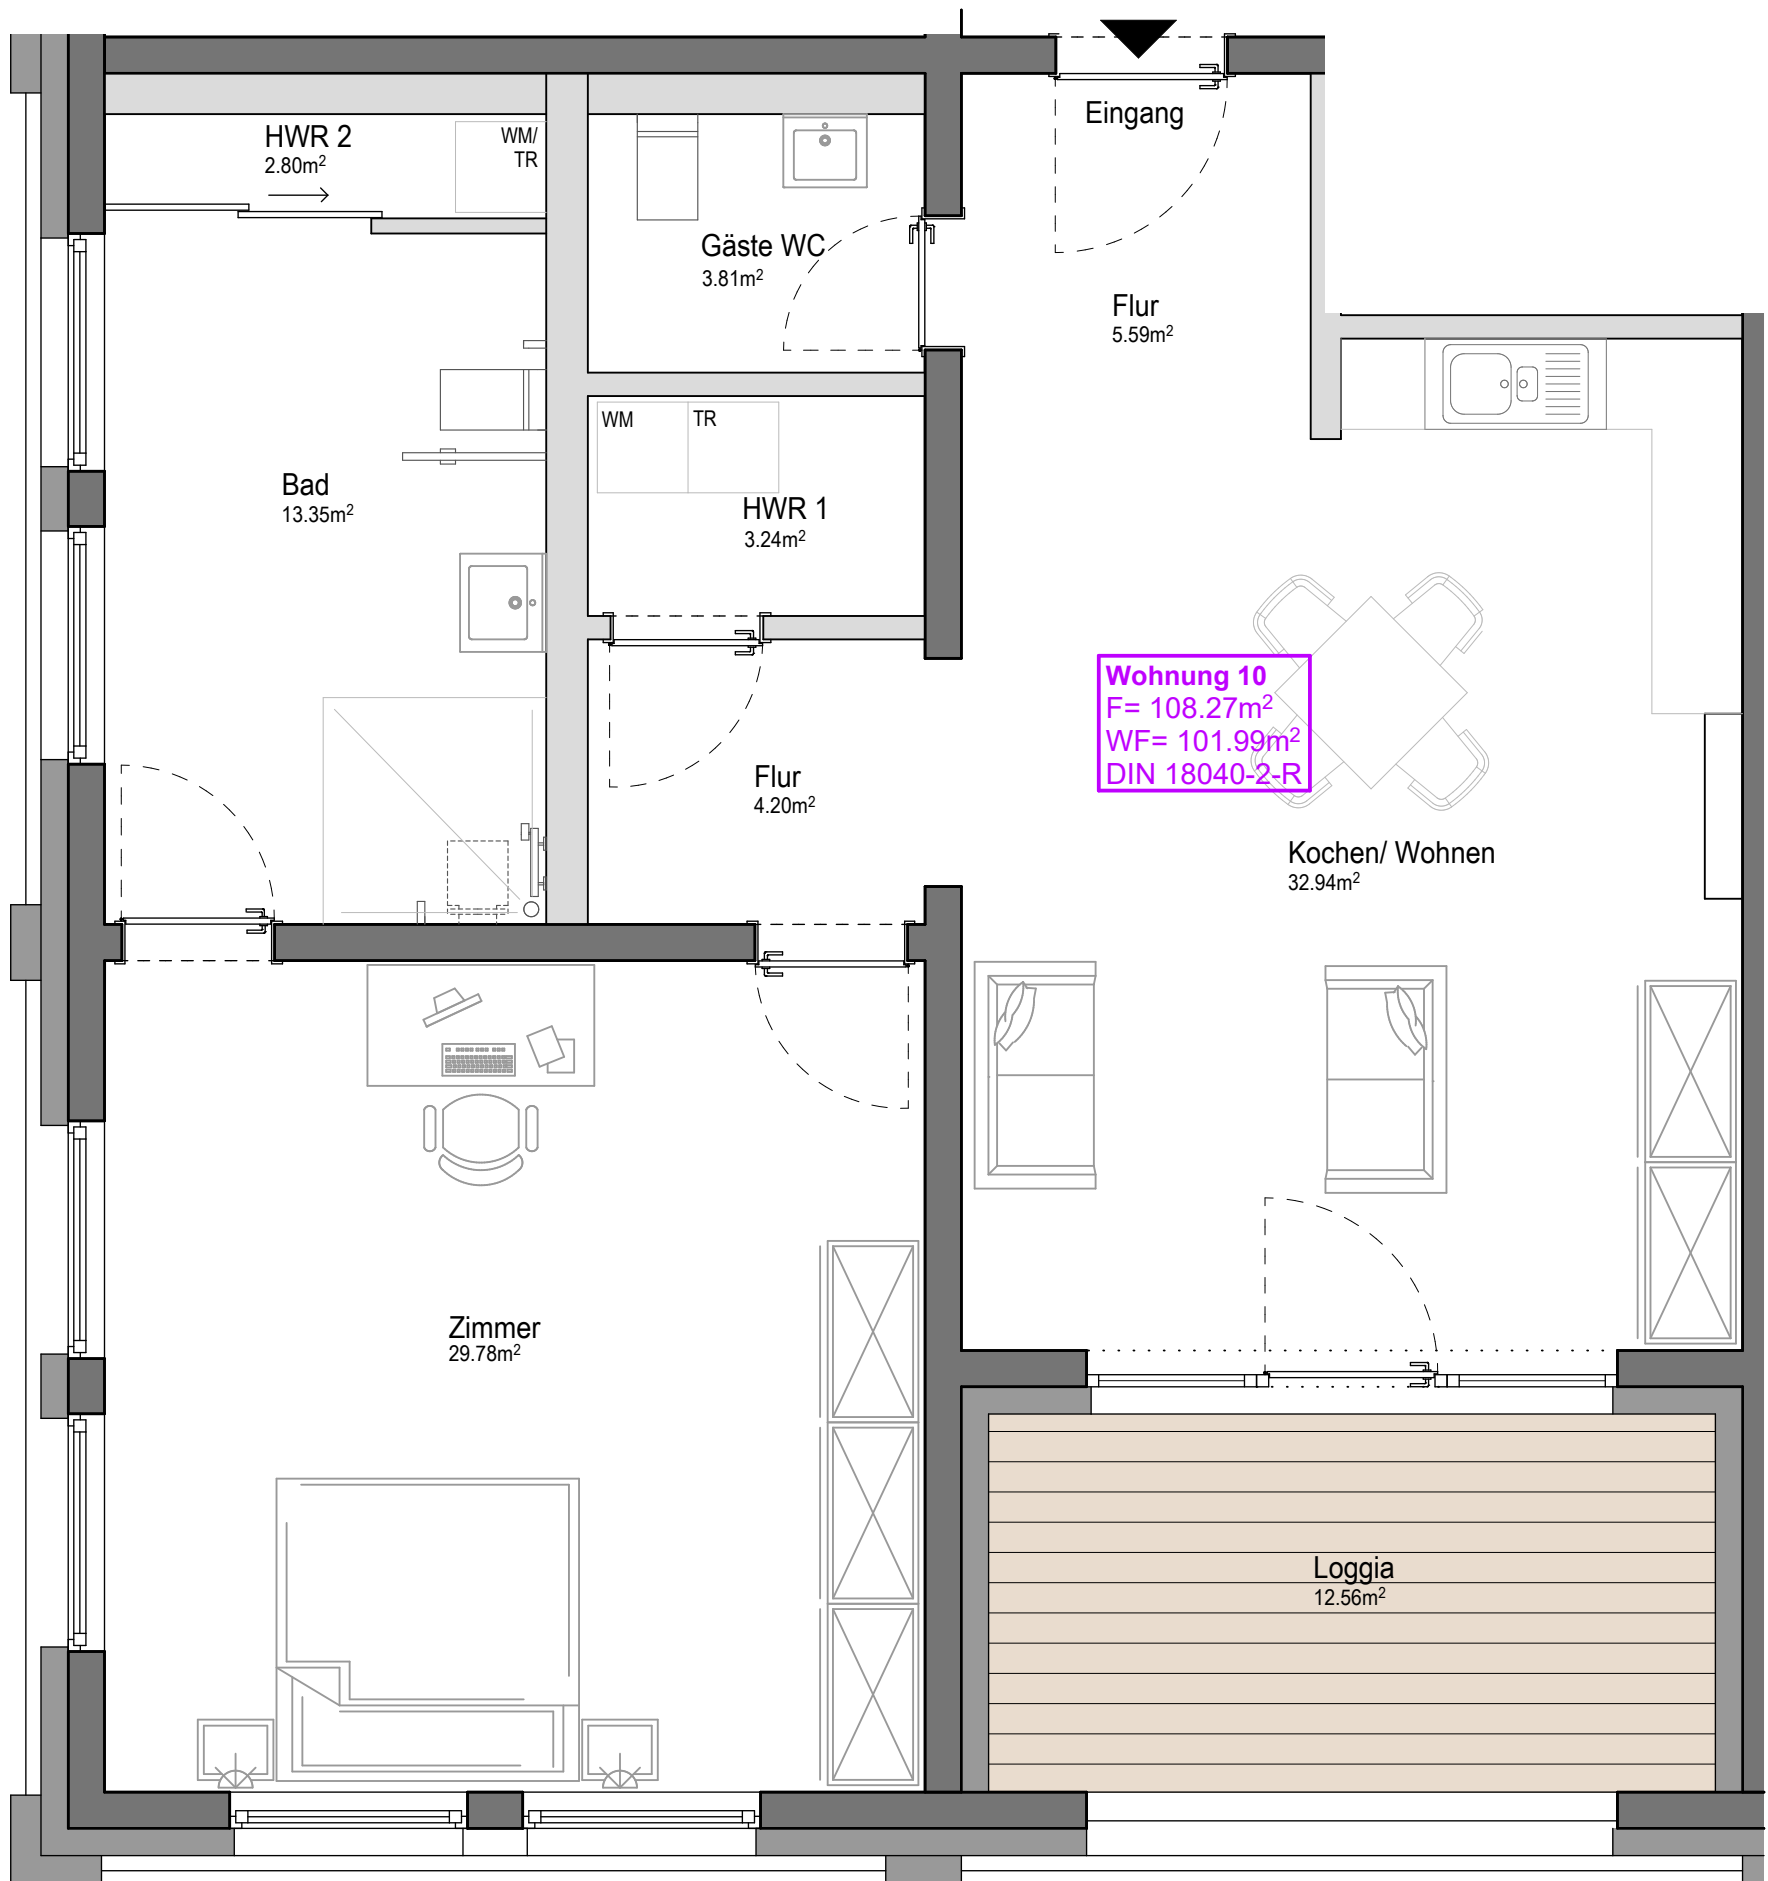 Eingang
HWR 2
2.80m²
WM/
TR
Gäste WC
3.81m²
Flur
5.59m²
WM
TR
HWR 1
3.24m²
Bad
13.35m²
Wohnung 10
F= 108.27m²
WF= 101.99m²
DIN 18040-2-R
Flur
4.20m²
Kochen/ Wohnen
32.94m²
Zimmer
29.78m²
Loggia
12.56m²